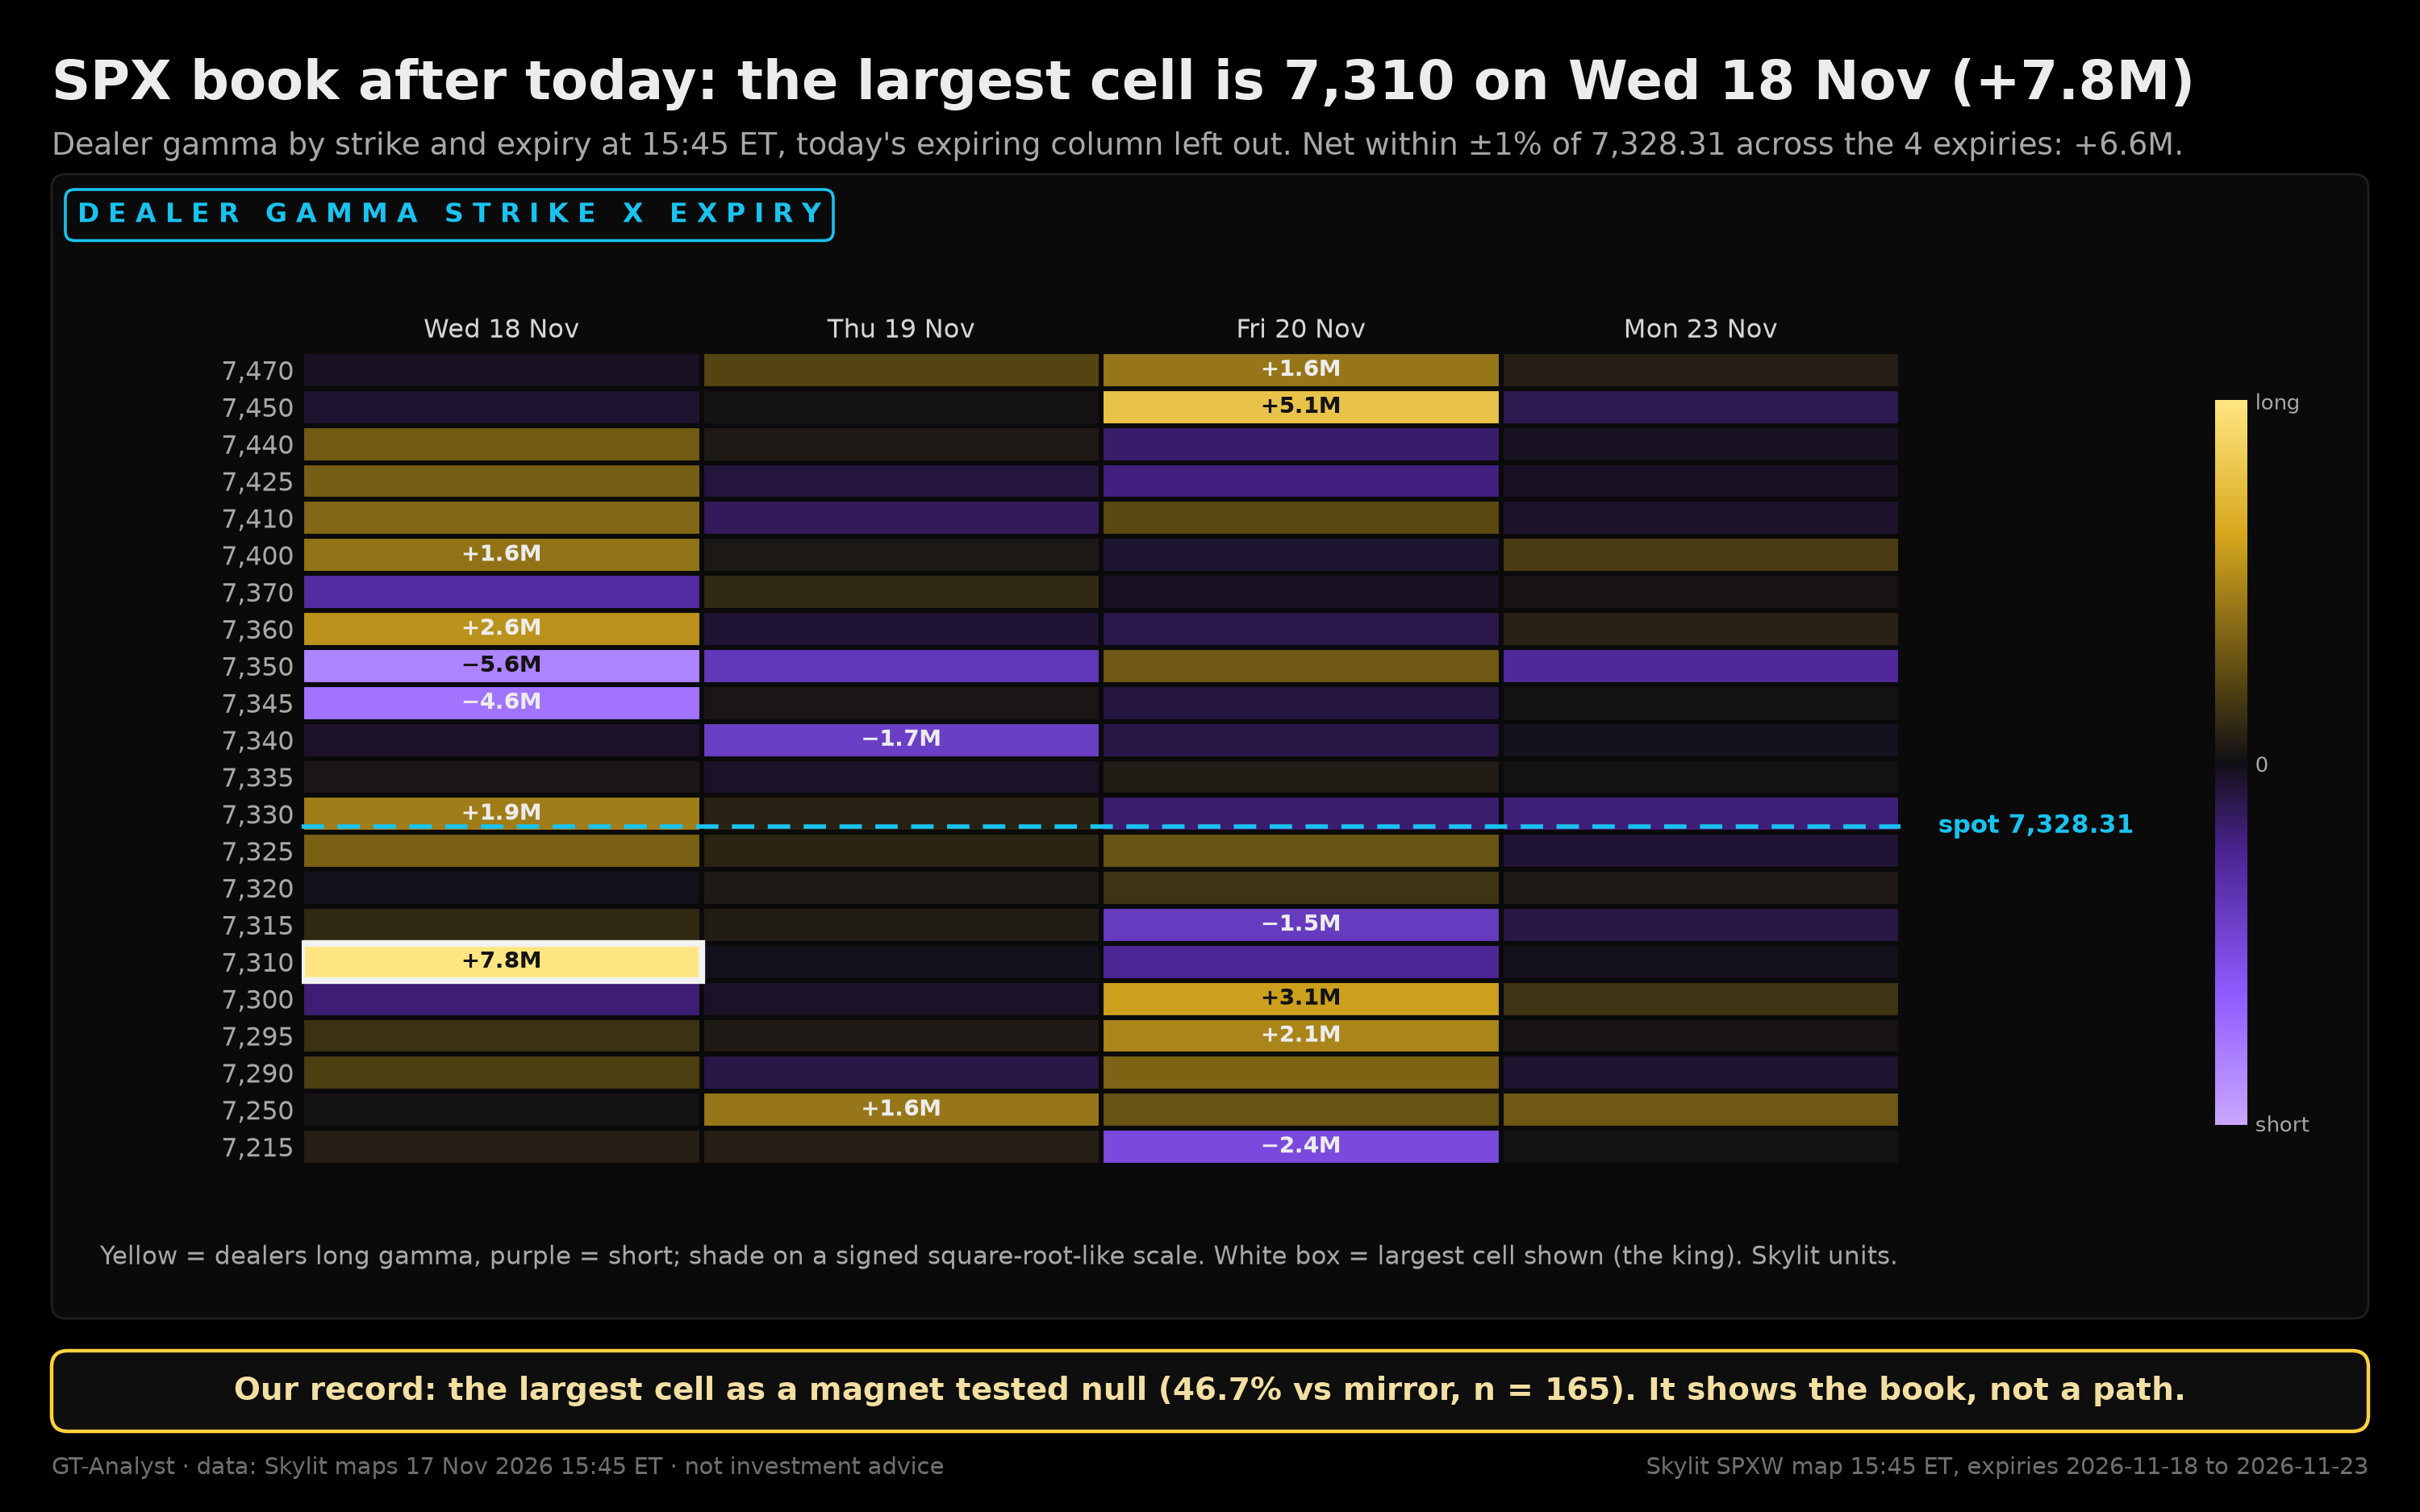 SPX book after today: the largest cell is 7,310 on Wed 18 Nov (+7.8M)
Dealer gamma by strike and expiry at 15:45 ET, today's expiring column left out. Net within ±1% of 7,328.31 across the 4 expiries: +6.6M.
DEALER GAMMA STRIKE X EXPIRY
Wed 18 Nov Thu 19 Nov Fri 20 Nov Mon 23 Nov
7,470 +1.6M
long
7,450 +5.1M
7,440
7,425
7,410
7,400 +1.6M
7,370
7,360 +2.6M
7,350 −5.6M
7,345 −4.6M
7,340 −1.7M
0
7,335
7,330 +1.9M
spot 7,328.31
7,325
7,320
7,315 −1.5M
7,310 +7.8M
7,300 +3.1M
7,295 +2.1M
7,290
7,250 +1.6M
short
7,215 −2.4M
Yellow = dealers long gamma, purple = short; shade on a signed square-root-like scale. White box = largest cell shown (the king). Skylit units.
Our record: the largest cell as a magnet tested null (46.7% vs mirror, n = 165). It shows the book, not a path.
GT-Analyst · data: Skylit maps 17 Nov 2026 15:45 ET · not investment advice
Skylit SPXW map 15:45 ET, expiries 2026-11-18 to 2026-11-23